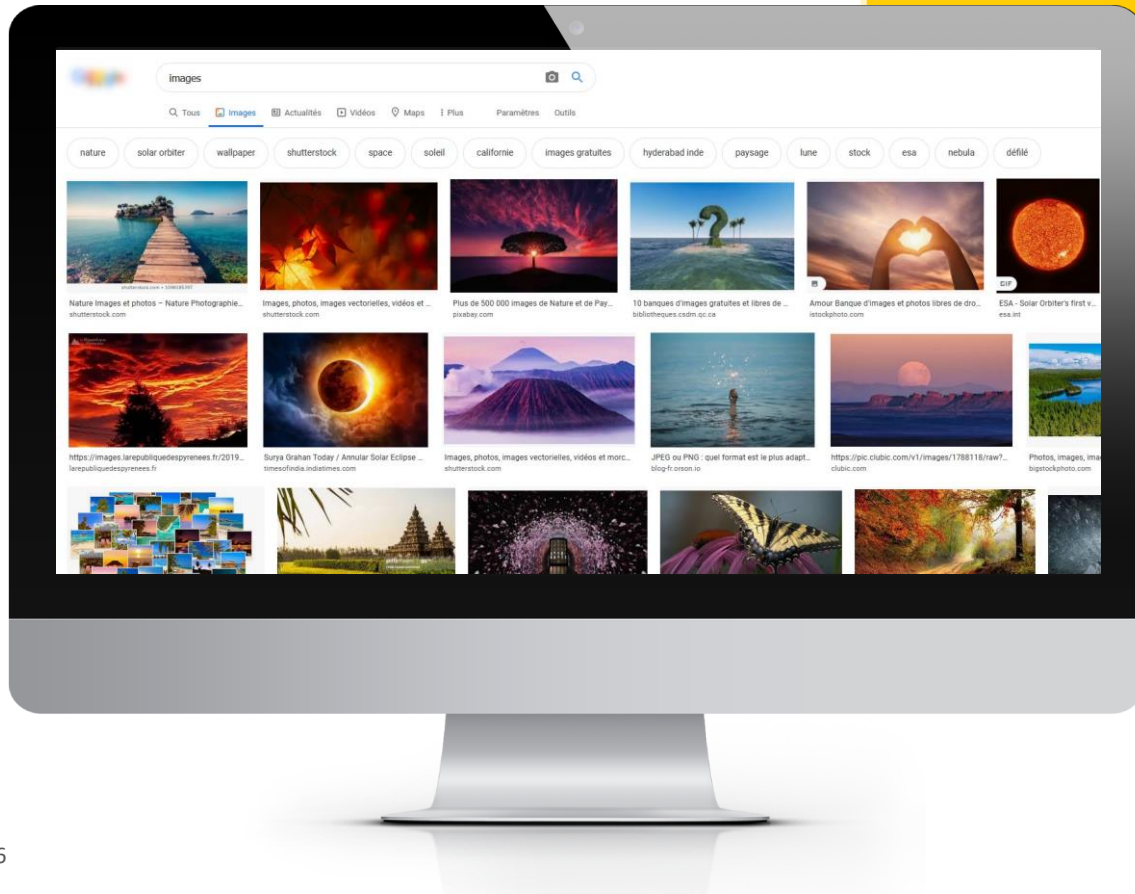 images
Tous Images Actualités Vidéos Maps Plus Paramètres Outils
nature solar orbiter wallpaper shutterstock space soleil californie images gratuites hyderabad inde paysage lune stock esa nebula défilé
GIF
Nature Images et photos – Nature Photographie... Images, photos, images vectorielles, vidéos et ... Plus de 500 000 images de Nature et de Pay... 10 banques d'images gratuites et libres de ... Amour Banque d'images et photos libres de dro... ESA - Solar Orbiter's first v...
shutterstock.com shutterstock.com pixabay.com bibliotheques.csdm.qc.ca istockphoto.com esa.int
https://images.larepubliquedespyrenees.fr/2019... Surya Grahan Today / Annular Solar Eclipse ... Images, photos, images vectorielles, vidéos et morc... JPEG ou PNG : quel format est le plus adapt... https://pic.clubic.com/v1/images/1788118/raw?... Photos, images, ima
larepubliquedespyrenees.fr timesofindia.indiatimes.com shutterstock.com blog-fr.orson.io clubic.com bigstockphoto.com